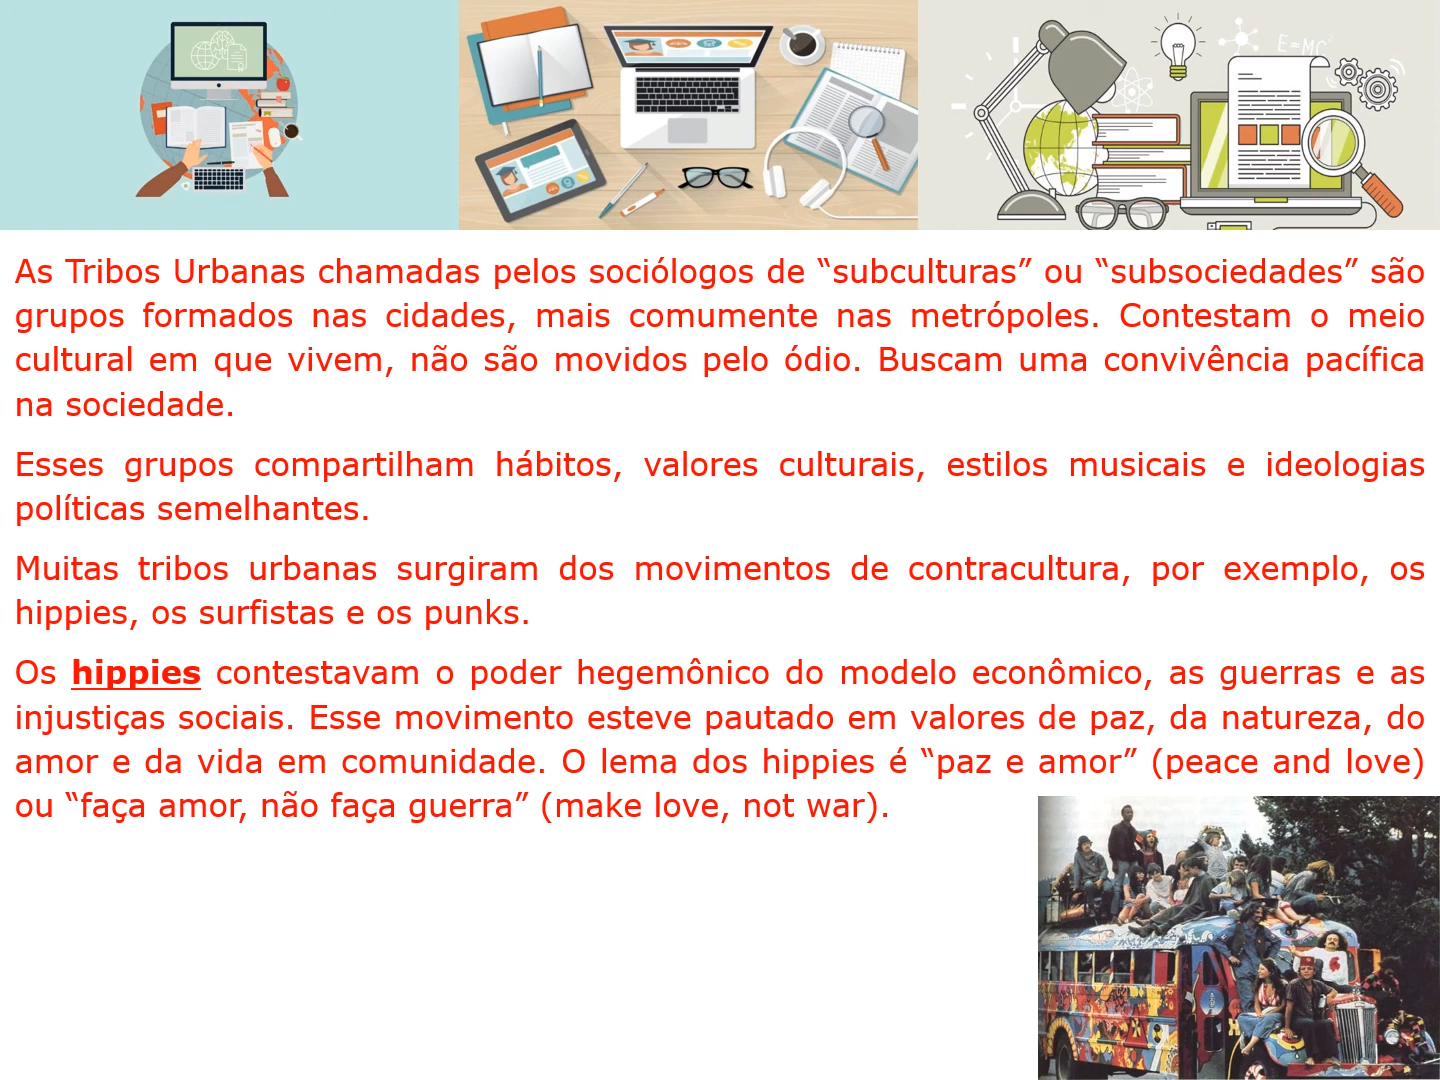 E=MC²
As Tribos Urbanas chamadas pelos sociólogos de “subculturas” ou “subsociedades” são
grupos formados nas cidades, mais comumente nas metrópoles. Contestam o meio
cultural em que vivem, não são movidos pelo ódio. Buscam uma convivência pacífica
na sociedade.
Esses grupos compartilham hábitos, valores culturais, estilos musicais e ideologias
políticas semelhantes.
Muitas tribos urbanas surgiram dos movimentos de contracultura, por exemplo, os
hippies, os surfistas e os punks.
Os hippies contestavam o poder hegemônico do modelo econômico, as guerras e as
injustiças sociais. Esse movimento esteve pautado em valores de paz, da natureza, do
amor e da vida em comunidade. O lema dos hippies é “paz e amor” (peace and love)
ou “faça amor, não faça guerra” (make love, not war).